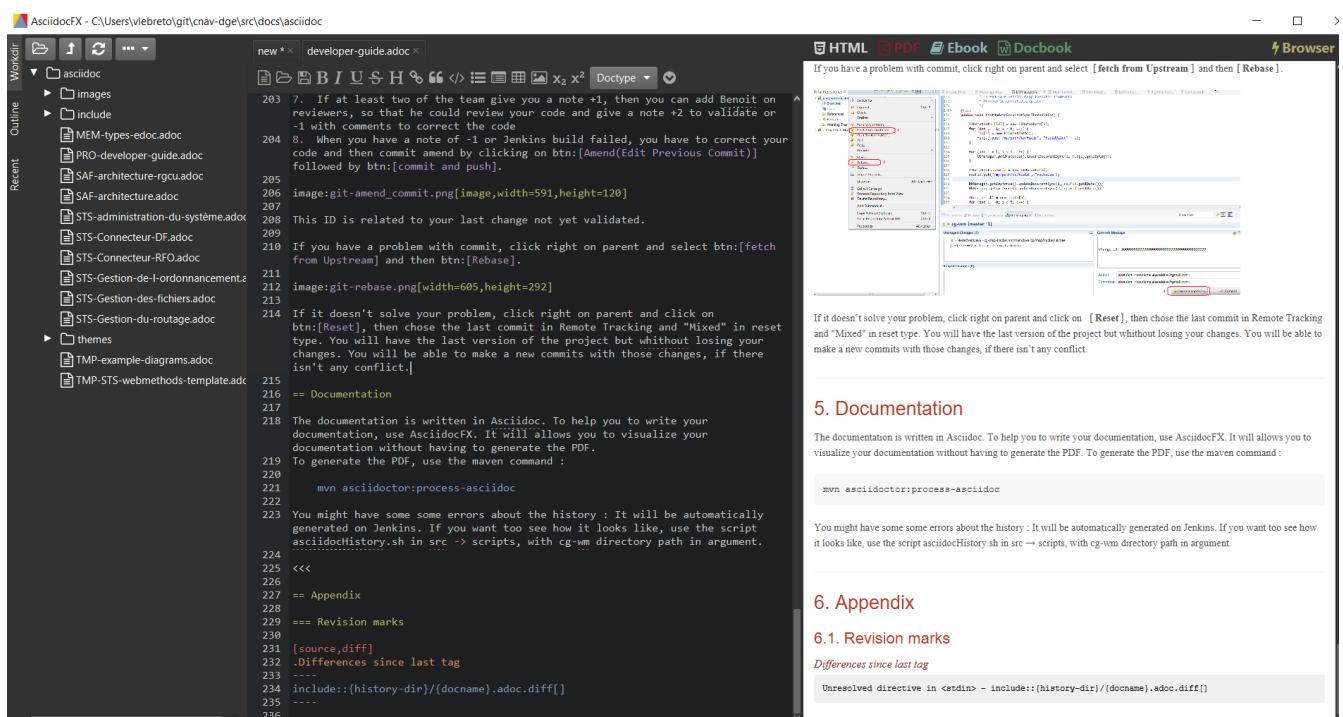 AsciidocFX - C:\Users\vlebreto\git\cnav-dge\src\docs\asciidoc
Workdir
Outline
Recent
asciidoc
images
include
MEM-types-edoc.adoc
PRO-developer-guide.adoc
SAF-architecture-rgcu.adoc
SAF-architecture.adoc
STS-administration-du-système.adoc
STS-Connecteur-DF.adoc
STS-Connecteur-RFO.adoc
STS-Gestion-de-l-ordonnancement.a
STS-Gestion-des-fichiers.adoc
STS-Gestion-du-routage.adoc
themes
TMP-example-diagrams.adoc
TMP-STS-webmethods-template.adc
new * ×  developer-guide.adoc ×
B I U S H x₂ x² Doctype
203 7. If at least two of the team give you a note +1, then you can add Benoit on
reviewers, so that he could review your code and give a note +2 to validate or
-1 with comments to correct the code
204 8. When you have a note of -1 or Jenkins build failed, you have to correct your
code and then commit amend by clicking on btn:[Amend(Edit Previous Commit)]
followed by btn:[commit and push].
205
206 image:git-amend_commit.png[image,width=591,height=120]
207
208 This ID is related to your last change not yet validated.
209
210 If you have a problem with commit, click right on parent and select btn:[fetch
from Upstream] and then btn:[Rebase].
211
212 image:git-rebase.png[width=605,height=292]
213
214 If it doesn't solve your problem, click right on parent and click on
btn:[Reset], then chose the last commit in Remote Tracking and "Mixed" in reset
type. You will have the last version of the project but whithout losing your
changes. You will be able to make a new commits with those changes, if there
isn't any conflict.
215
216 == Documentation
217
218 The documentation is written in Asciidoc. To help you to write your
documentation, use AsciidocFX. It will allows you to visualize your
documentation without having to generate the PDF.
219 To generate the PDF, use the maven command :
220
221 mvn asciidoctor:process-asciidoc
222
223 You might have some some errors about the history : It will be automatically
generated on Jenkins. If you want too see how it looks like, use the script
asciidocHistory.sh in src -> scripts, with cg-wm directory path in argument.
224
225 <<<
226
227 == Appendix
228
229 === Revision marks
230
231 [source,diff]
232 .Differences since last tag
233 ----
234 include::{history-dir}/{docname}.adoc.diff[]
235 ----
236
HTML PDF Ebook Docbook Browser
If you have a problem with commit, click right on parent and select [ fetch from Upstream ] and then [ Rebase ].
If it doesn't solve your problem, click right on parent and click on [ Reset ], then chose the last commit in Remote Tracking
and "Mixed" in reset type. You will have the last version of the project but whithout losing your changes. You will be able to
make a new commits with those changes, if there isn't any conflict.
5. Documentation
The documentation is written in Asciidoc. To help you to write your documentation, use AsciidocFX. It will allows you to
visualize your documentation without having to generate the PDF. To generate the PDF, use the maven command :
mvn asciidoctor:process-asciidoc
You might have some some errors about the history : It will be automatically generated on Jenkins. If you want too see how
it looks like, use the script asciidocHistory.sh in src → scripts, with cg-wm directory path in argument.
6. Appendix
6.1. Revision marks
Differences since last tag
Unresolved directive in <stdin> - include::{history-dir}/{docname}.adoc.diff[]